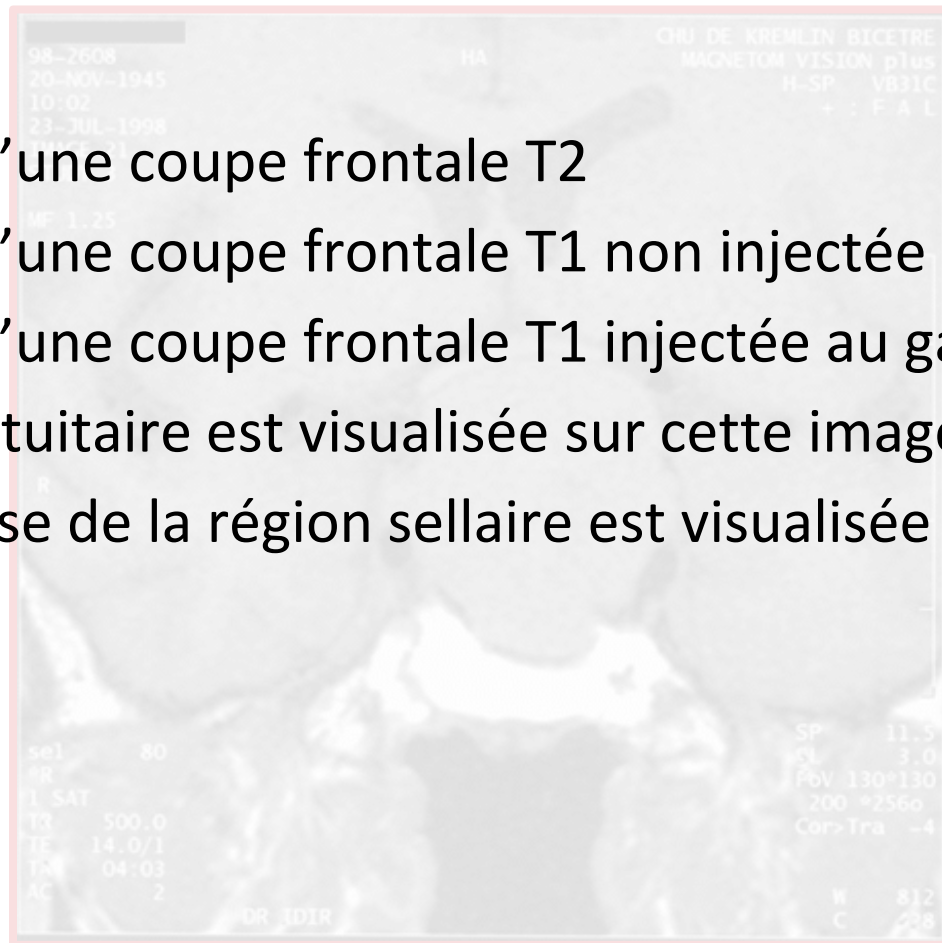 98-2608
20-NOV-1945
10:02
23-JUL-1998
HA
CHU DE KREMLIN BICETRE
MAGNETOM VISION plus
H-SP VB31C
+ : F A L
’une coupe frontale T2
MF 1.25
’une coupe frontale T1 non injectée
’une coupe frontale T1 injectée au ga
tuitaire est visualisée sur cette image
R
se de la région sellaire est visualisée
sel 80
*R
1 SAT
TR 500.0
TE 14.0/1
TA 04:03
AC 2
DR IDIR
SP 11.5
SL 3.0
FoV 130*130
200 *256o
Cor>Tra -4
W 812
C